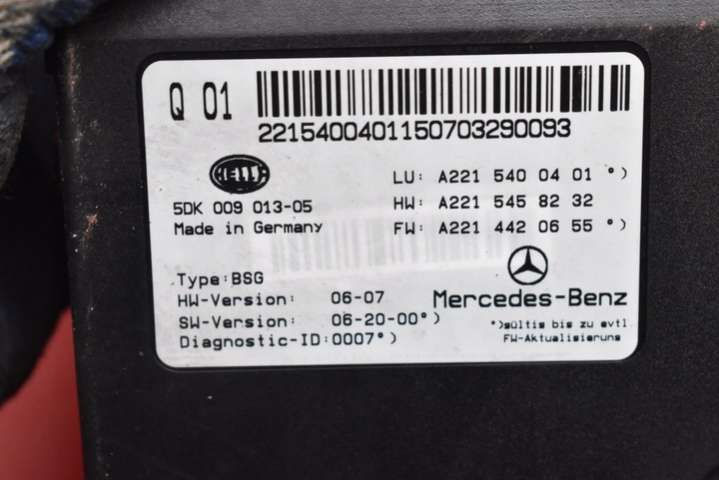 Q 01
2215400401150703290093
HELLA
LU: A221 540 04 01 °)
5DK 009 013-05
HW: A221 545 82 32
Made in Germany
FW: A221 442 06 55 °)
Type:BSG
HW-Version: 06-07
Mercedes-Benz
SW-Version: 06-20-00°)
Diagnostic-ID:0007°)
°)gültig bis zu evtl
FW-Aktualisierung